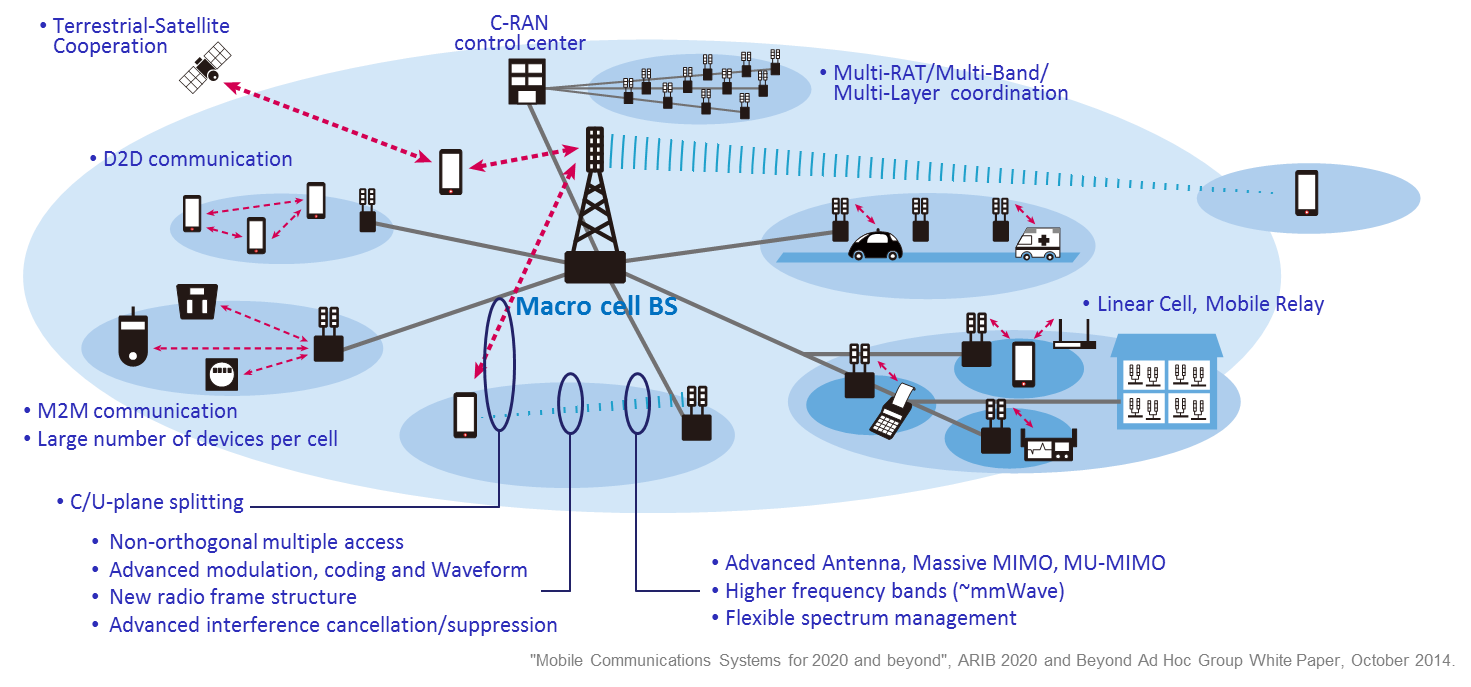 • Terrestrial-Satellite
Cooperation
C-RAN
control center
• Multi-RAT/Multi-Band/
Multi-Layer coordination
• D2D communication
Macro cell BS
• Linear Cell, Mobile Relay
• M2M communication
• Large number of devices per cell
• C/U-plane splitting
• Non-orthogonal multiple access
• Advanced modulation, coding and Waveform
• New radio frame structure
• Advanced interference cancellation/suppression
• Advanced Antenna, Massive MIMO, MU-MIMO
• Higher frequency bands (~mmWave)
• Flexible spectrum management
"Mobile Communications Systems for 2020 and beyond", ARIB 2020 and Beyond Ad Hoc Group White Paper, October 2014.